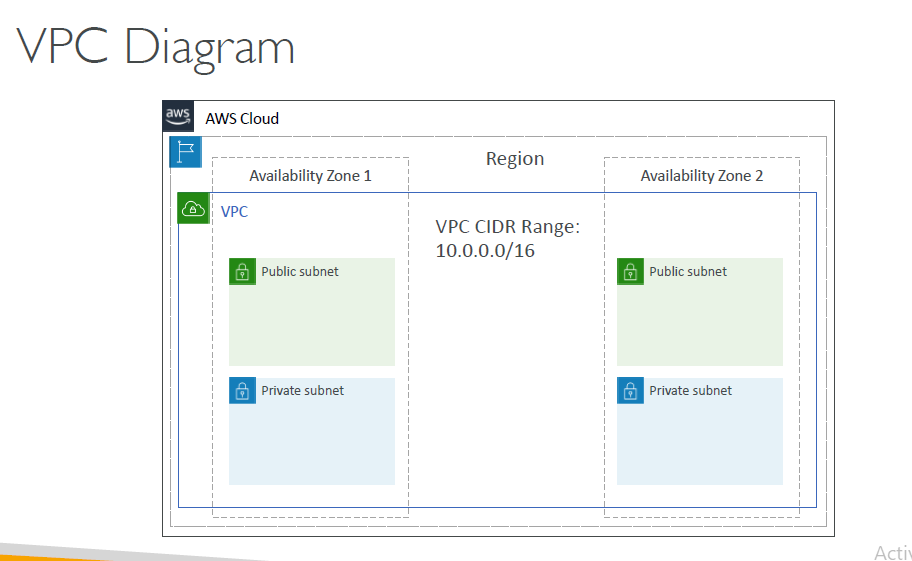 VPC Diagram
aws
AWS Cloud
Region
Availability Zone 1
Availability Zone 2
VPC
VPC CIDR Range:
10.0.0.0/16
Public subnet
Public subnet
Private subnet
Private subnet